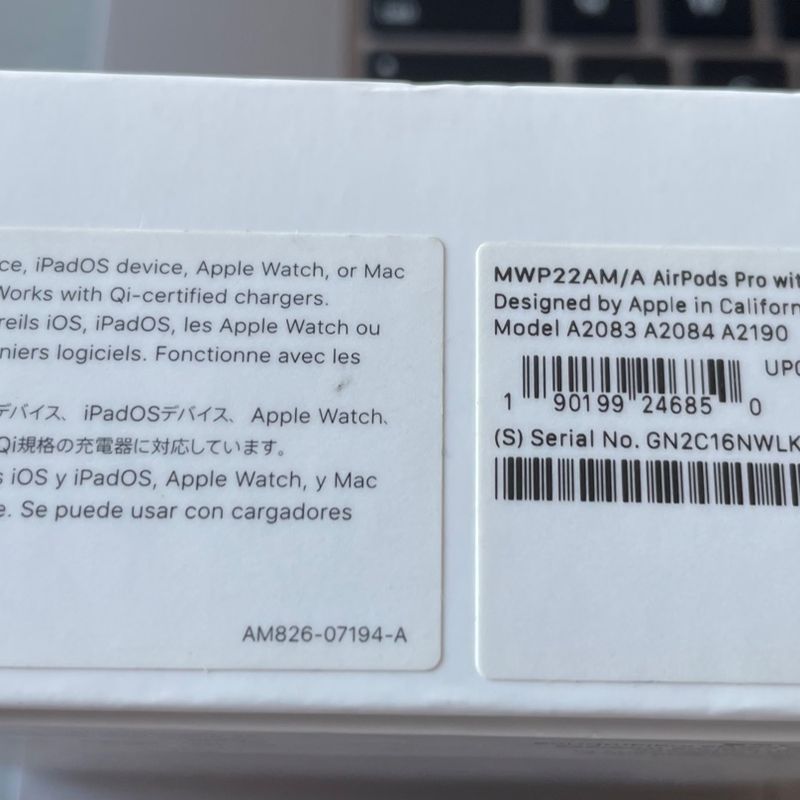 ce, iPadOS device, Apple Watch, or Mac
Works with Qi-certified chargers.
reils iOS, iPadOS, les Apple Watch ou
niers logiciels. Fonctionne avec les
デバイス、iPadOSデバイス、Apple Watch、
Qi規格の充電器に対応しています。
s iOS y iPadOS, Apple Watch, y Mac
e. Se puede usar con cargadores
AM826-07194-A
MWP22AM/A AirPods Pro wit
Designed by Apple in Californ
Model A2083 A2084 A2190
UPC
1 90199 24685 0
(S) Serial No. GN2C16NWLK